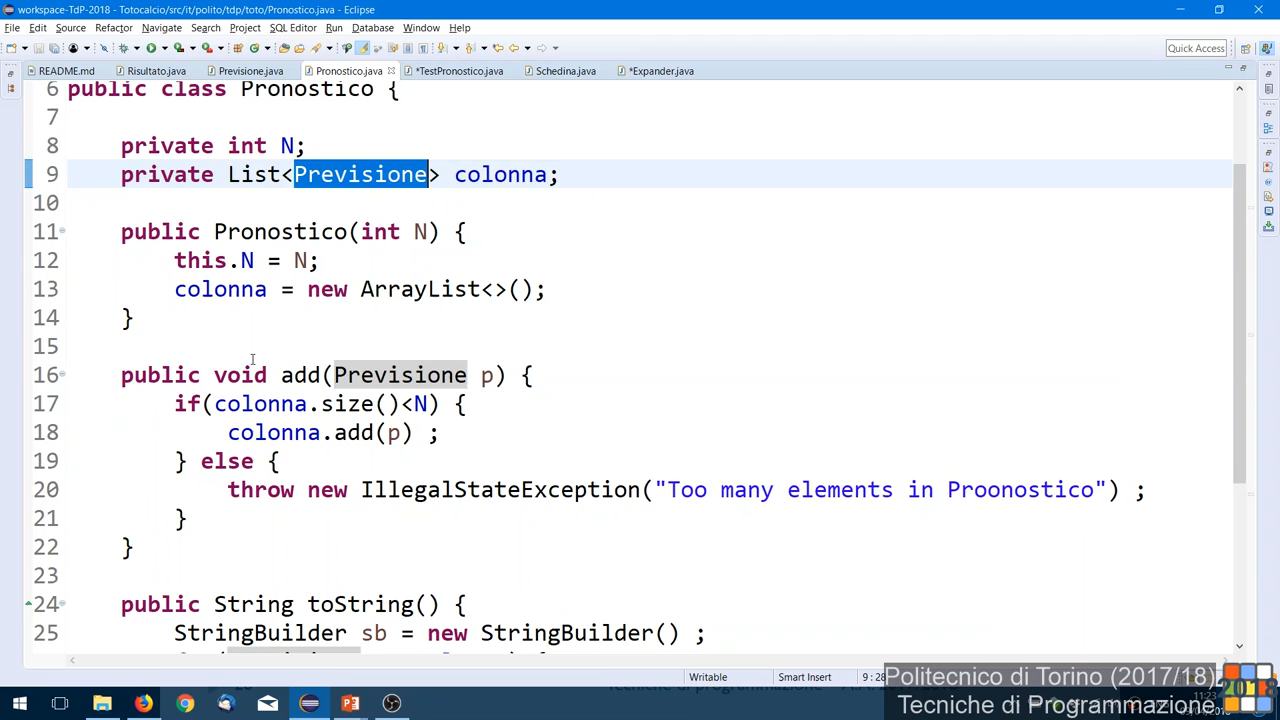 workspace-TdP-2018 - Totocalcio/src/it/polito/tdp/toto/Pronostico.java - Eclipse
File Edit Source Refactor Navigate Search Project SQL Editor Run Database Window Help
Quick Access
README.md Risultato.java Previsione.java Pronostico.java *TestPronostico.java Schedina.java *Expander.java
6 public class Pronostico {
7
8 private int N;
9 private List<Previsione> colonna;
10
11 public Pronostico(int N) {
12 this.N = N;
13 colonna = new ArrayList<>();
14 }
15
16 public void add(Previsione p) {
17 if(colonna.size()<N) {
18 colonna.add(p) ;
19 } else {
20 throw new IllegalStateException("Too many elements in Proonostico") ;
21 }
22 }
23
24 public String toString() {
25 StringBuilder sb = new StringBuilder() ;
Writable Smart Insert 9 : 28
Politecnico di Torino (2017/18)
Tecniche di Programmazione
2018
11:23